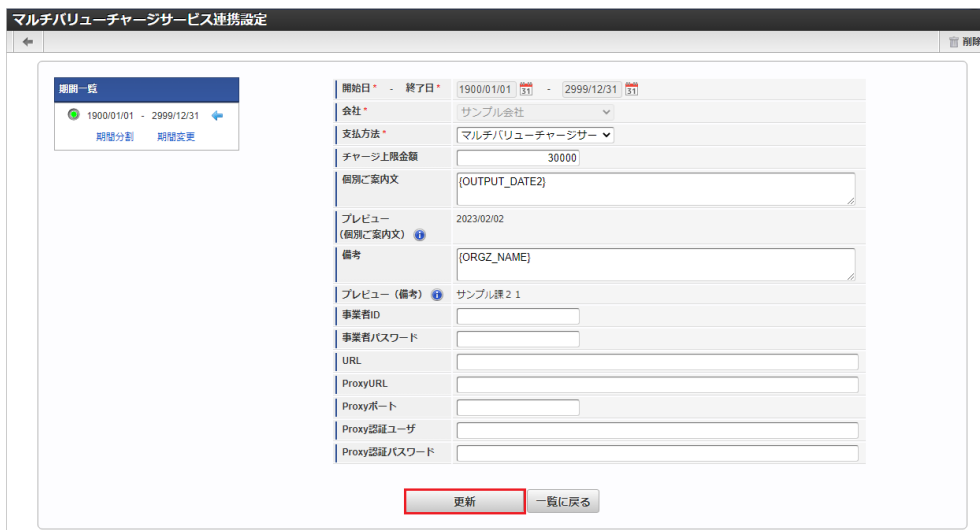 マルチバリューチャージサービス連携設定
削除
期間一覧
1900/01/01 - 2999/12/31
期間分割 期間変更
開始日* - 終了日* 1900/01/01 31 - 2999/12/31 31
会社* サンプル会社
支払方法* マルチバリューチャージサー
チャージ上限金額 30000
個別ご案内文 {OUTPUT_DATE2}
プレビュー
(個別ご案内文) 2023/02/02
備考 {ORGZ_NAME}
プレビュー（備考） サンプル課２１
事業者ID
事業者パスワード
URL
ProxyURL
Proxyポート
Proxy認証ユーザ
Proxy認証パスワード
更新 一覧に戻る